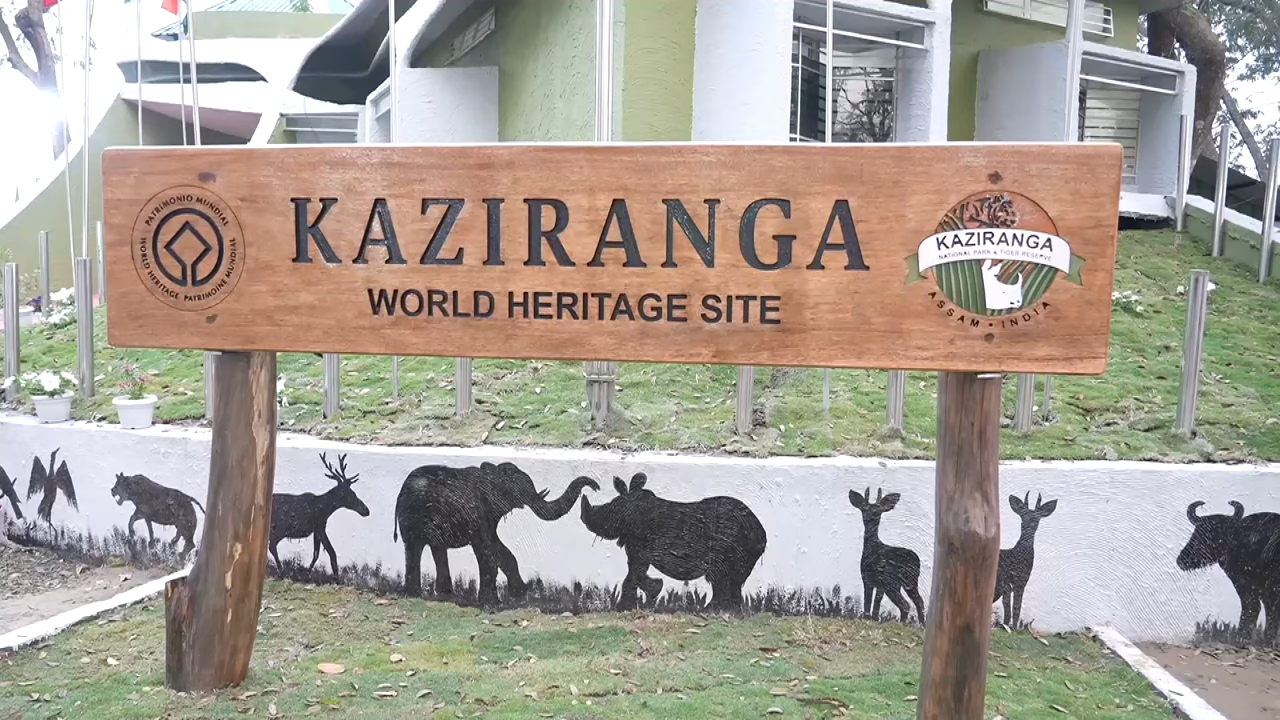 PATRIMONIO MUNDIAL
WORLD HERITAGE
PATRIMOINE MONDIAL
KAZIRANGA
WORLD HERITAGE SITE
KAZIRANGA
NATIONAL PARK & TIGER RESERVE
ASSAM • INDIA